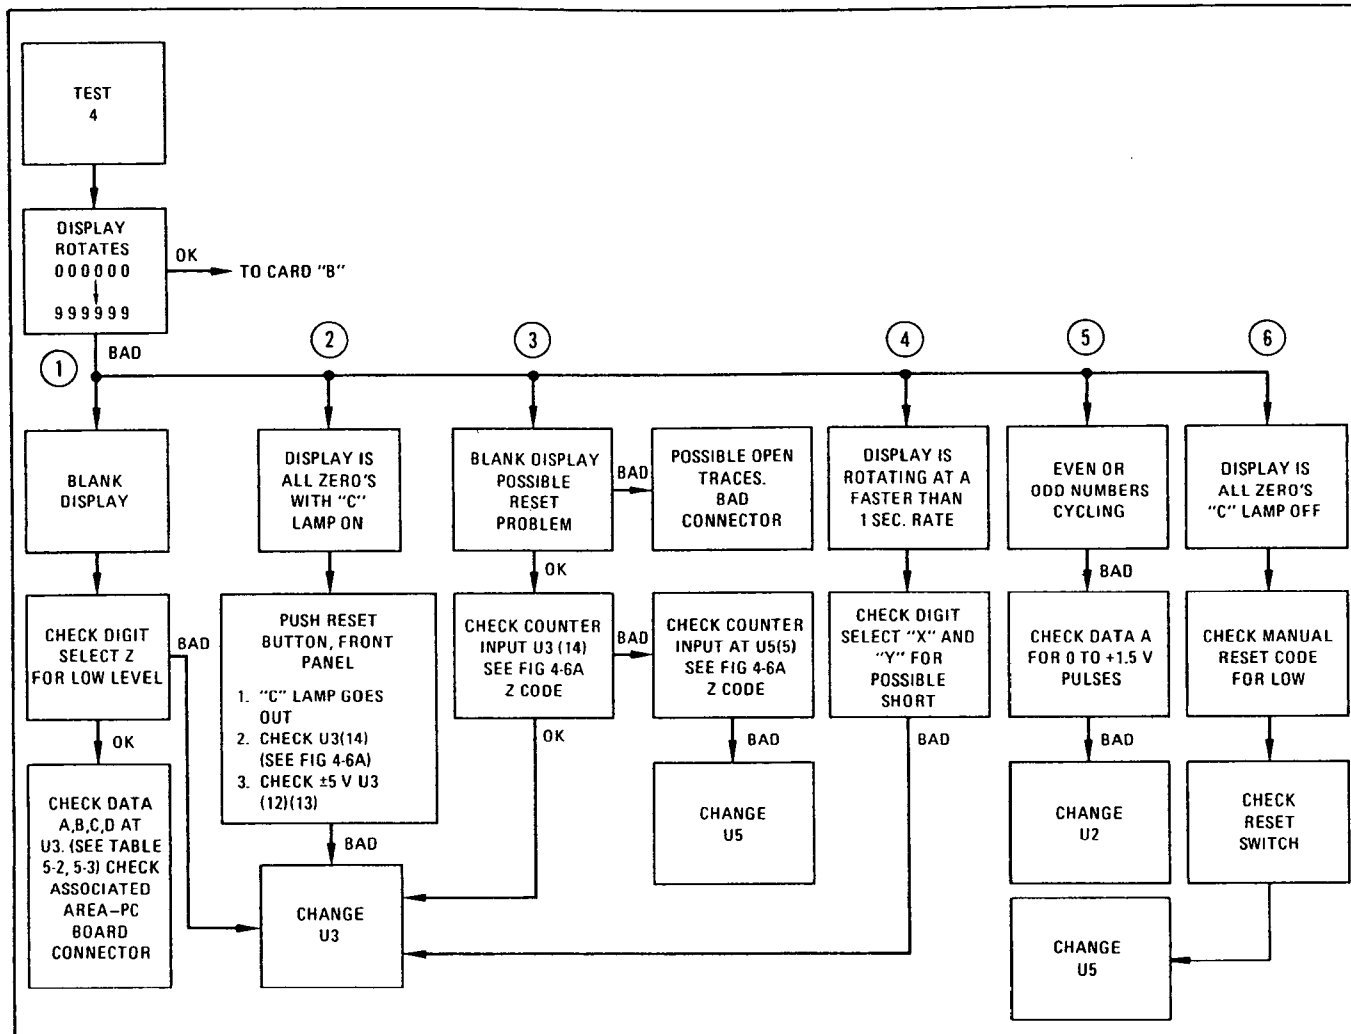 TEST
4
DISPLAY
ROTATES
000000
999999
OK
TO CARD "B"
BAD
1
2
3
4
5
6
BLANK
DISPLAY
DISPLAY IS
ALL ZERO'S
WITH "C"
LAMP ON
BLANK DISPLAY
POSSIBLE
RESET
PROBLEM
BAD
POSSIBLE OPEN
TRACES.
BAD
CONNECTOR
DISPLAY IS
ROTATING AT A
FASTER THAN
1 SEC. RATE
EVEN OR
ODD NUMBERS
CYCLING
DISPLAY IS
ALL ZERO'S
"C" LAMP OFF
OK
BAD
CHECK DIGIT
SELECT Z
FOR LOW LEVEL
BAD
PUSH RESET
BUTTON, FRONT
PANEL
1. "C" LAMP GOES
OUT
2. CHECK U3(14)
(SEE FIG 4-6A)
3. CHECK ±5 V U3
(12)(13)
CHECK COUNTER
INPUT U3 (14)
SEE FIG 4-6A
Z CODE
BAD
CHECK COUNTER
INPUT AT U5(5)
SEE FIG 4-6A
Z CODE
CHECK DIGIT
SELECT "X" AND
"Y" FOR
POSSIBLE
SHORT
CHECK DATA A
FOR 0 TO +1.5 V
PULSES
CHECK MANUAL
RESET CODE
FOR LOW
OK
OK
BAD
BAD
BAD
CHECK DATA
A,B,C,D AT
U3. (SEE TABLE
5-2, 5-3) CHECK
ASSOCIATED
AREA–PC
BOARD
CONNECTOR
BAD
CHANGE
U3
CHANGE
U5
CHANGE
U2
CHECK
RESET
SWITCH
CHANGE
U5